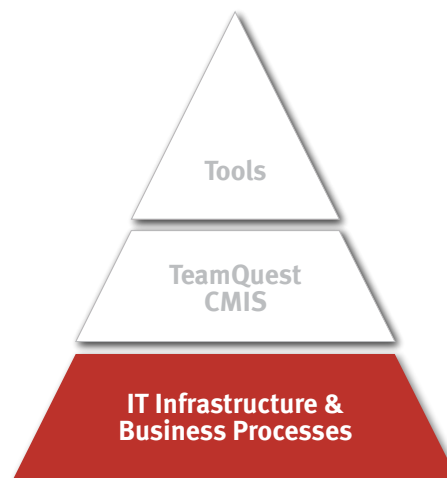 Tools
TeamQuest
CMIS
IT Infrastructure &
Business Processes